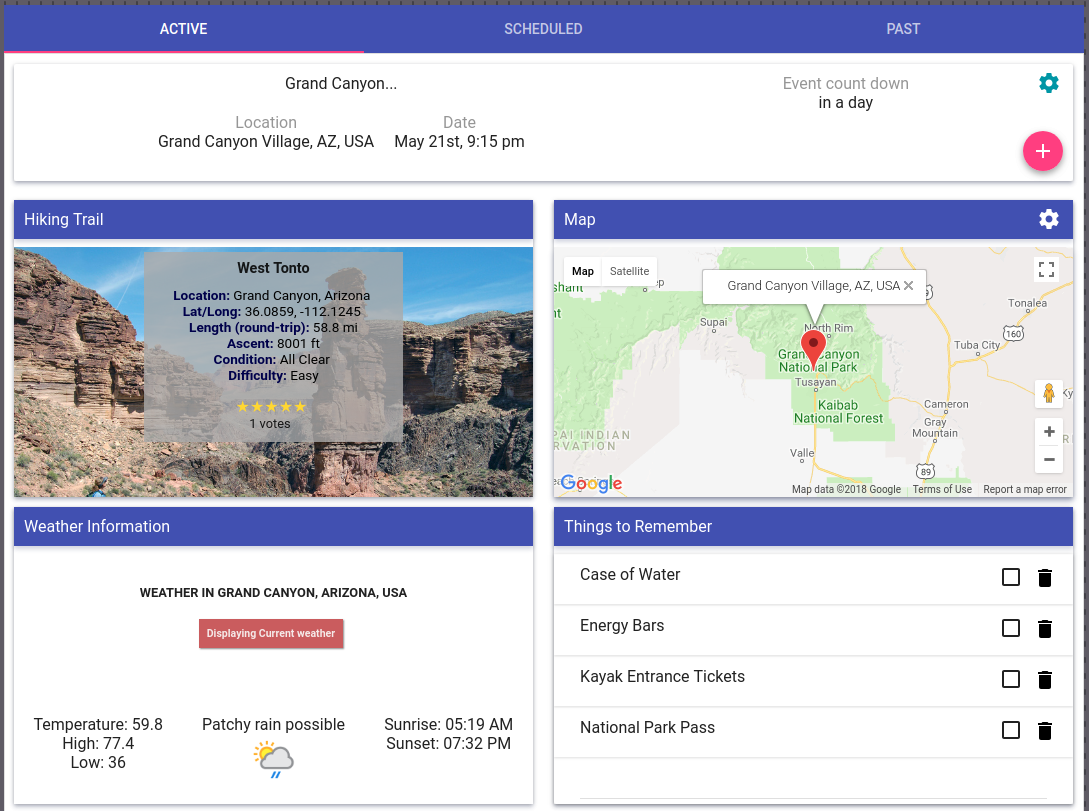 ACTIVE
SCHEDULED
PAST
Grand Canyon...
Location
Grand Canyon Village, AZ, USA
Date
May 21st, 9:15 pm
Event count down
in a day
Hiking Trail
West Tonto
Location: Grand Canyon, Arizona
Lat/Long: 36.0859, -112.1245
Length (round-trip): 58.8 mi
Ascent: 8001 ft
Condition: All Clear
Difficulty: Easy
★★★★★
1 votes
Map
Map
Satellite
Grand Canyon Village, AZ, USA
Supai
North Rim
Grand Canyon
National Park
Tusayan
Kaibab
National Forest
Tonalea
160
Tuba City
Cameron
Gray
Mountain
Valle
89
Google
Map data ©2018 Google
Terms of Use
Report a map error
Weather Information
WEATHER IN GRAND CANYON, ARIZONA, USA
Displaying Current weather
Temperature: 59.8
High: 77.4
Low: 36
Patchy rain possible
Sunrise: 05:19 AM
Sunset: 07:32 PM
Things to Remember
Case of Water
Energy Bars
Kayak Entrance Tickets
National Park Pass